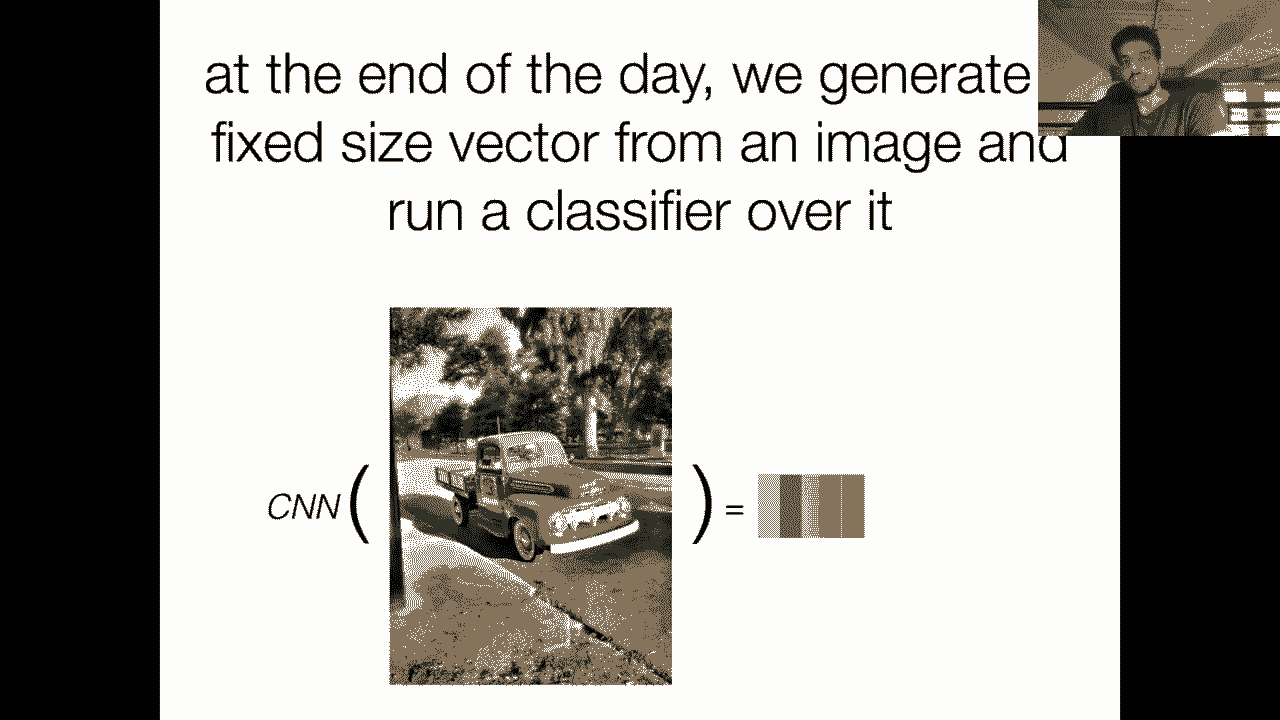 at the end of the day, we generate
fixed size vector from an image and
run a classifier over it
CNN ( ) =